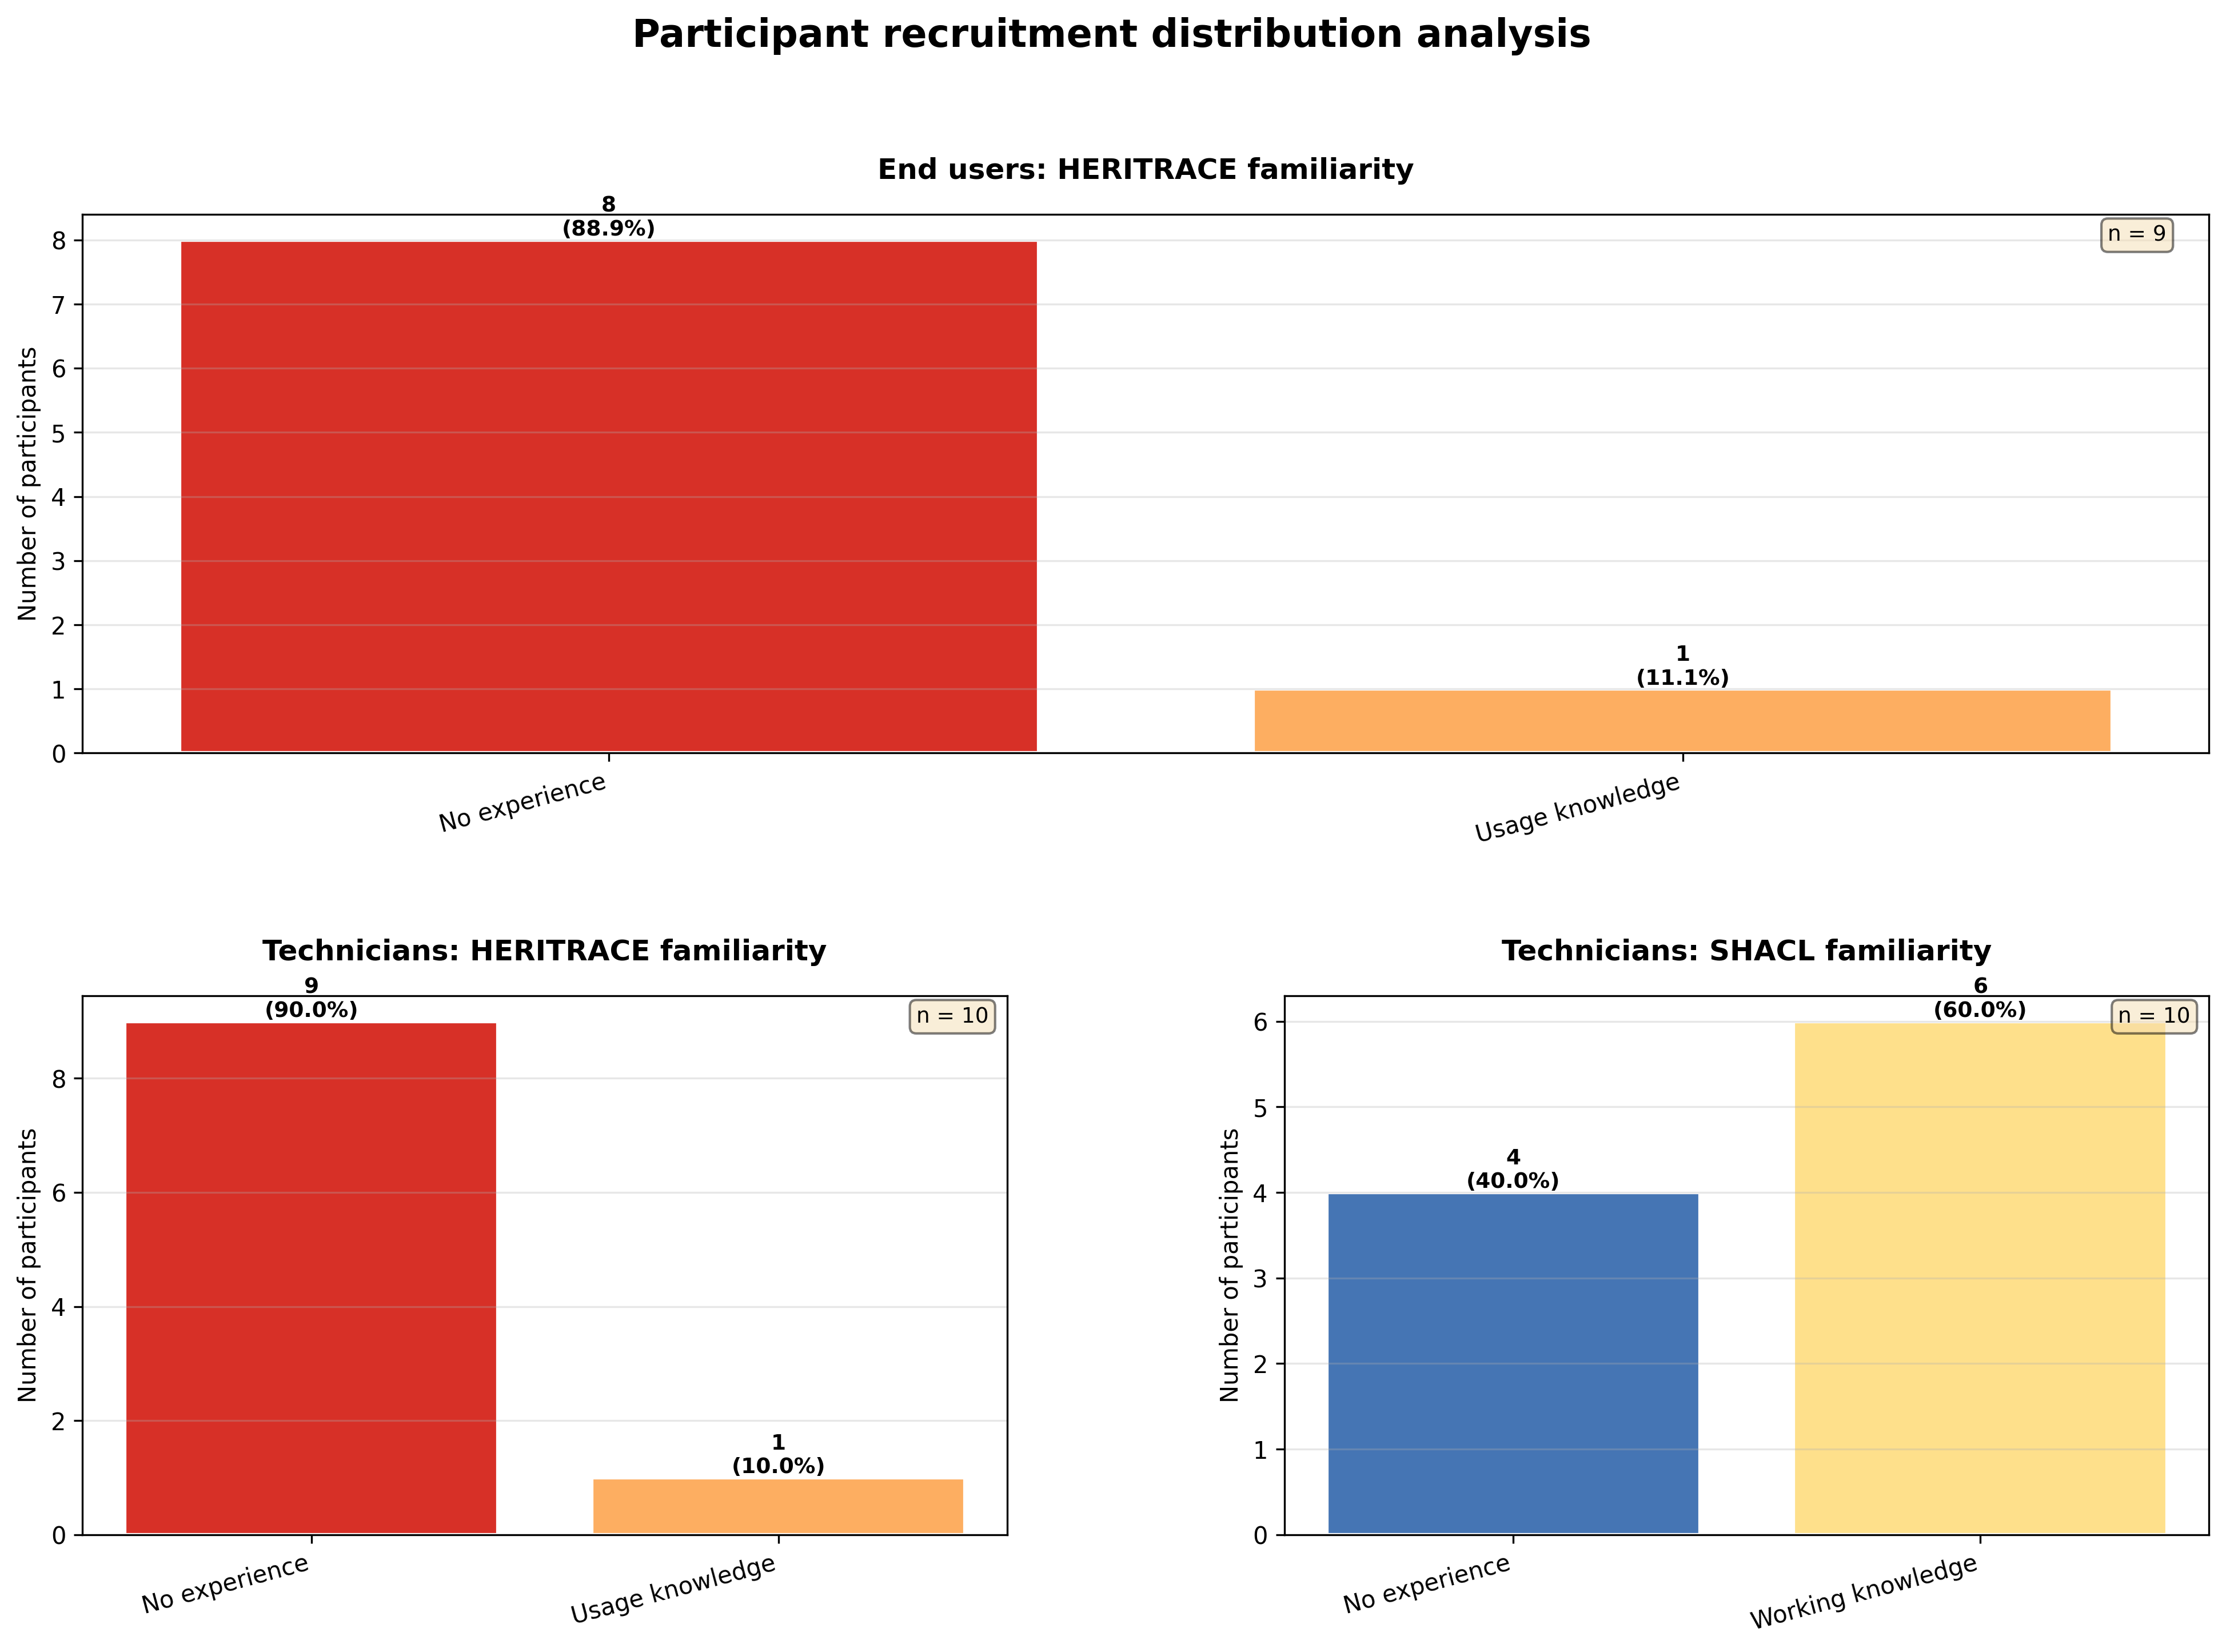 Participant recruitment distribution analysis
End users: HERITRACE familiarity
8
(88.9%)
n = 9
1
(11.1%)
Number of participants
8
7
6
5
4
3
2
1
0
No experience
Usage knowledge
Technicians: HERITRACE familiarity
9
(90.0%)
n = 10
1
(10.0%)
Number of participants
8
6
4
2
0
No experience
Usage knowledge
Technicians: SHACL familiarity
6
(60.0%)
n = 10
4
(40.0%)
Number of participants
6
5
4
3
2
1
0
No experience
Working knowledge